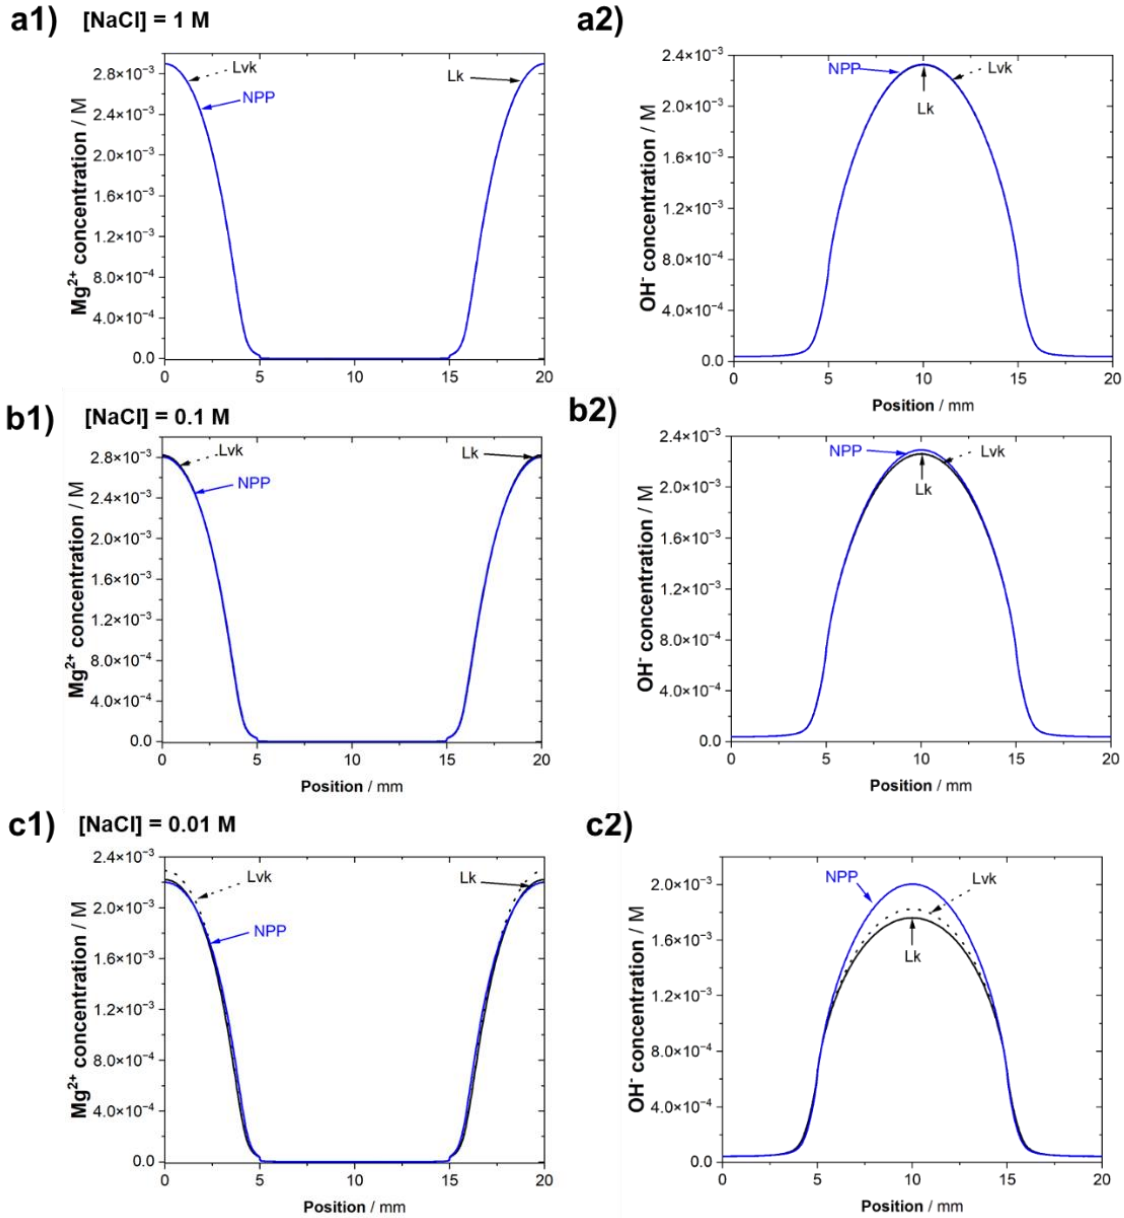 a1) [NaCl] = 1 M
Mg²⁺ concentration / M
2.8×10⁻³
2.4×10⁻³
2.0×10⁻³
1.6×10⁻³
1.2×10⁻³
8.0×10⁻⁴
4.0×10⁻⁴
0.0
Lvk
NPP
Lk
0 5 10 15 20
a2)
OH⁻ concentration / M
2.4×10⁻³
2.0×10⁻³
1.6×10⁻³
1.2×10⁻³
8.0×10⁻⁴
4.0×10⁻⁴
0.0
NPP
Lvk
Lk
0 5 10 15 20
Position / mm
b1) [NaCl] = 0.1 M
Mg²⁺ concentration / M
2.8×10⁻³
2.4×10⁻³
2.0×10⁻³
1.6×10⁻³
1.2×10⁻³
8.0×10⁻⁴
4.0×10⁻⁴
0.0
Lvk
NPP
Lk
0 5 10 15 20
Position / mm
b2)
OH⁻ concentration / M
2.4×10⁻³
2.0×10⁻³
1.6×10⁻³
1.2×10⁻³
8.0×10⁻⁴
4.0×10⁻⁴
0.0
NPP
Lvk
Lk
0 5 10 15 20
Position / mm
c1) [NaCl] = 0.01 M
Mg²⁺ concentration / M
2.4×10⁻³
2.0×10⁻³
1.6×10⁻³
1.2×10⁻³
8.0×10⁻⁴
4.0×10⁻⁴
0.0
Lvk
NPP
Lk
0 5 10 15 20
Position / mm
c2)
OH⁻ concentration / M
2.0×10⁻³
1.6×10⁻³
1.2×10⁻³
8.0×10⁻⁴
4.0×10⁻⁴
0.0
NPP
Lvk
Lk
0 5 10 15 20
Position / mm